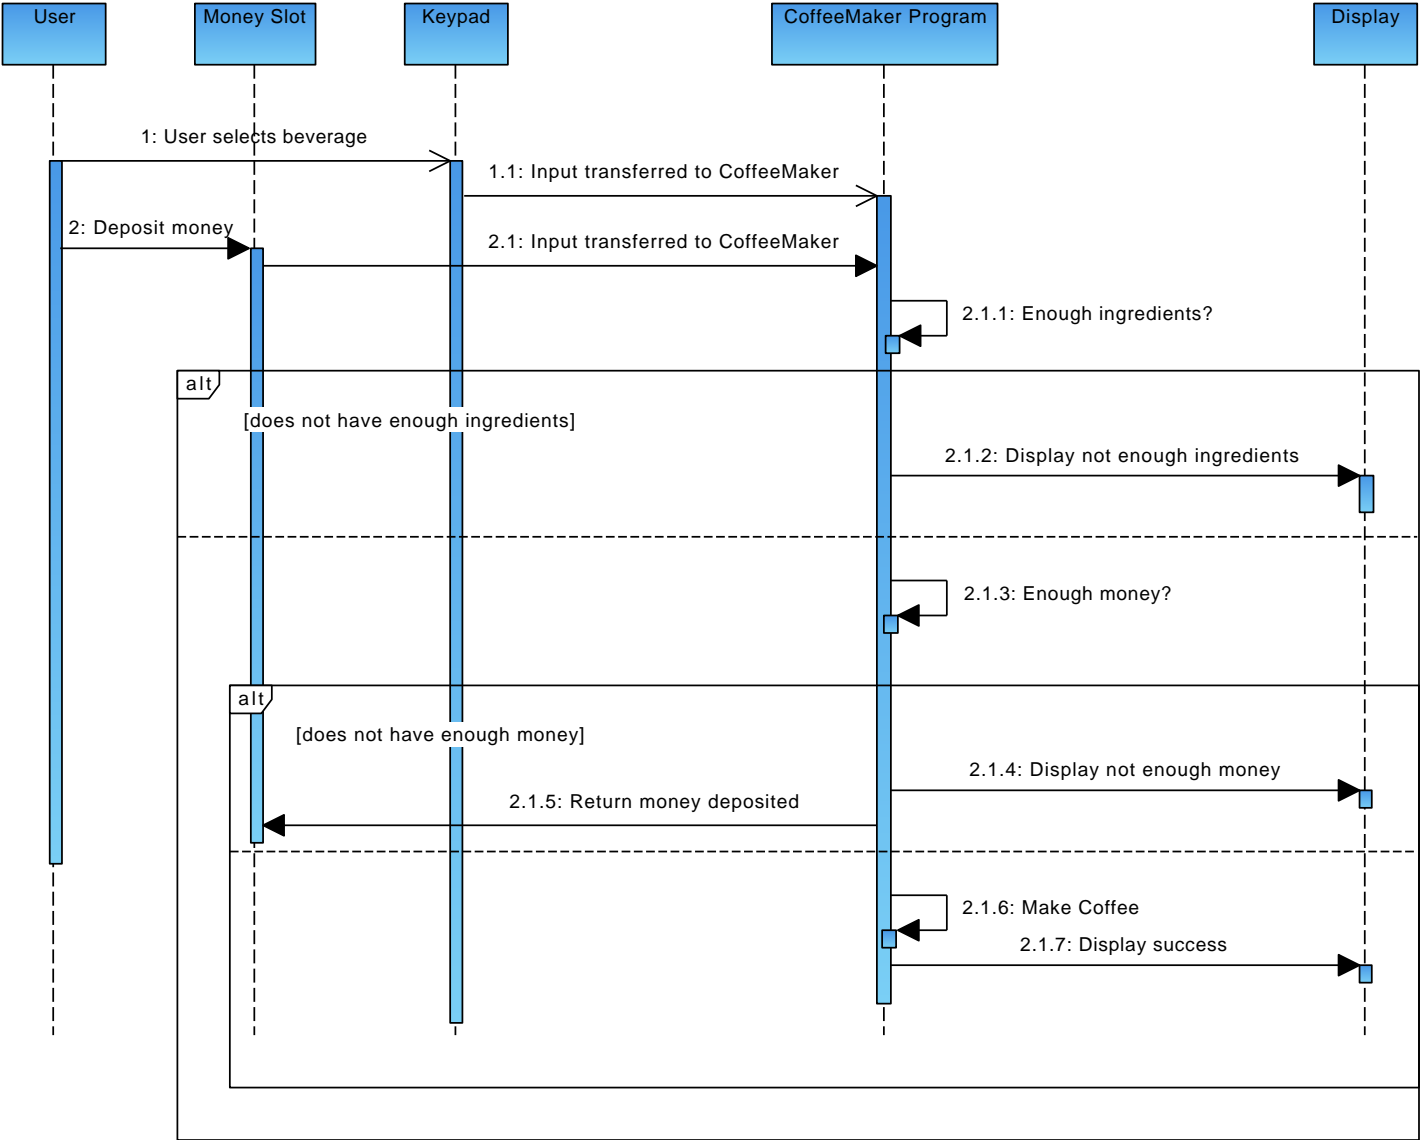 User
Money Slot
Keypad
CoffeeMaker Program
Display
1: User selects beverage
1.1: Input transferred to CoffeeMaker
2: Deposit money
2.1: Input transferred to CoffeeMaker
2.1.1: Enough ingredients?
alt
[does not have enough ingredients]
2.1.2: Display not enough ingredients
2.1.3: Enough money?
alt
[does not have enough money]
2.1.4: Display not enough money
2.1.5: Return money deposited
2.1.6: Make Coffee
2.1.7: Display success